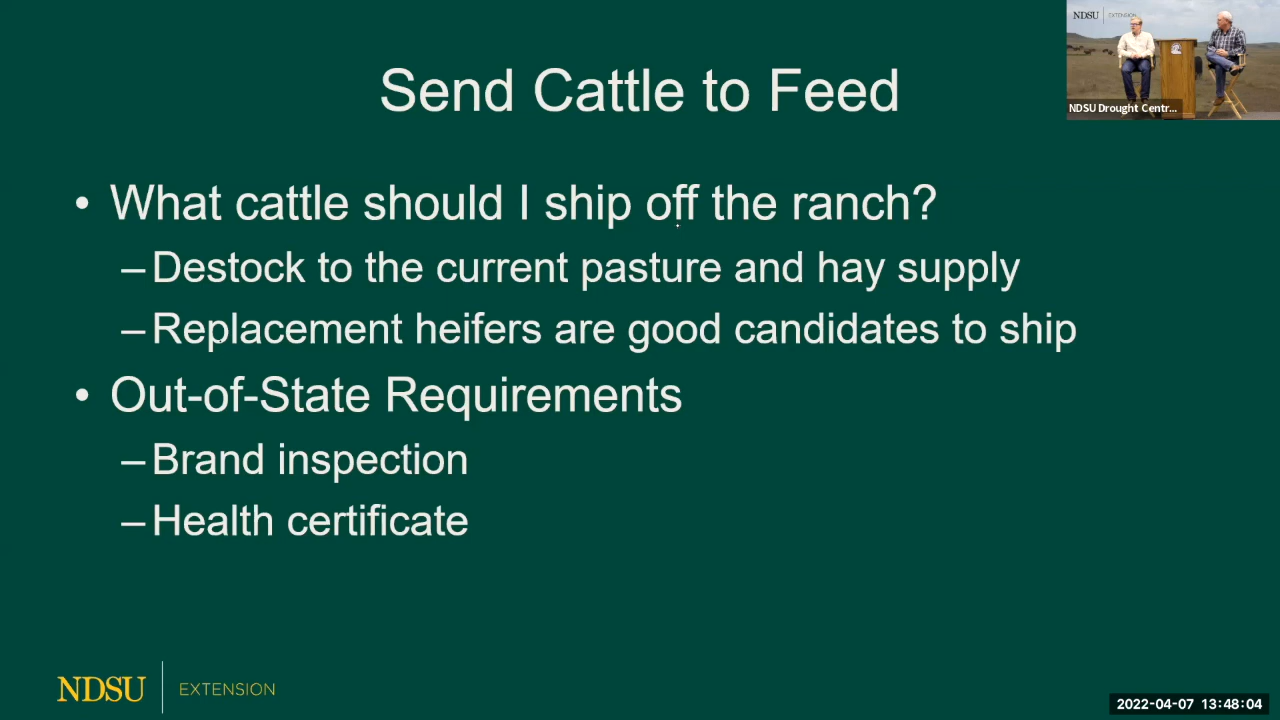 Send Cattle to Feed
NDSU EXTENSION
NDSU Drought Centr...
• What cattle should I ship off the ranch?
– Destock to the current pasture and hay supply
– Replacement heifers are good candidates to ship
• Out-of-State Requirements
– Brand inspection
– Health certificate
NDSU EXTENSION
2022-04-07 13:48:04